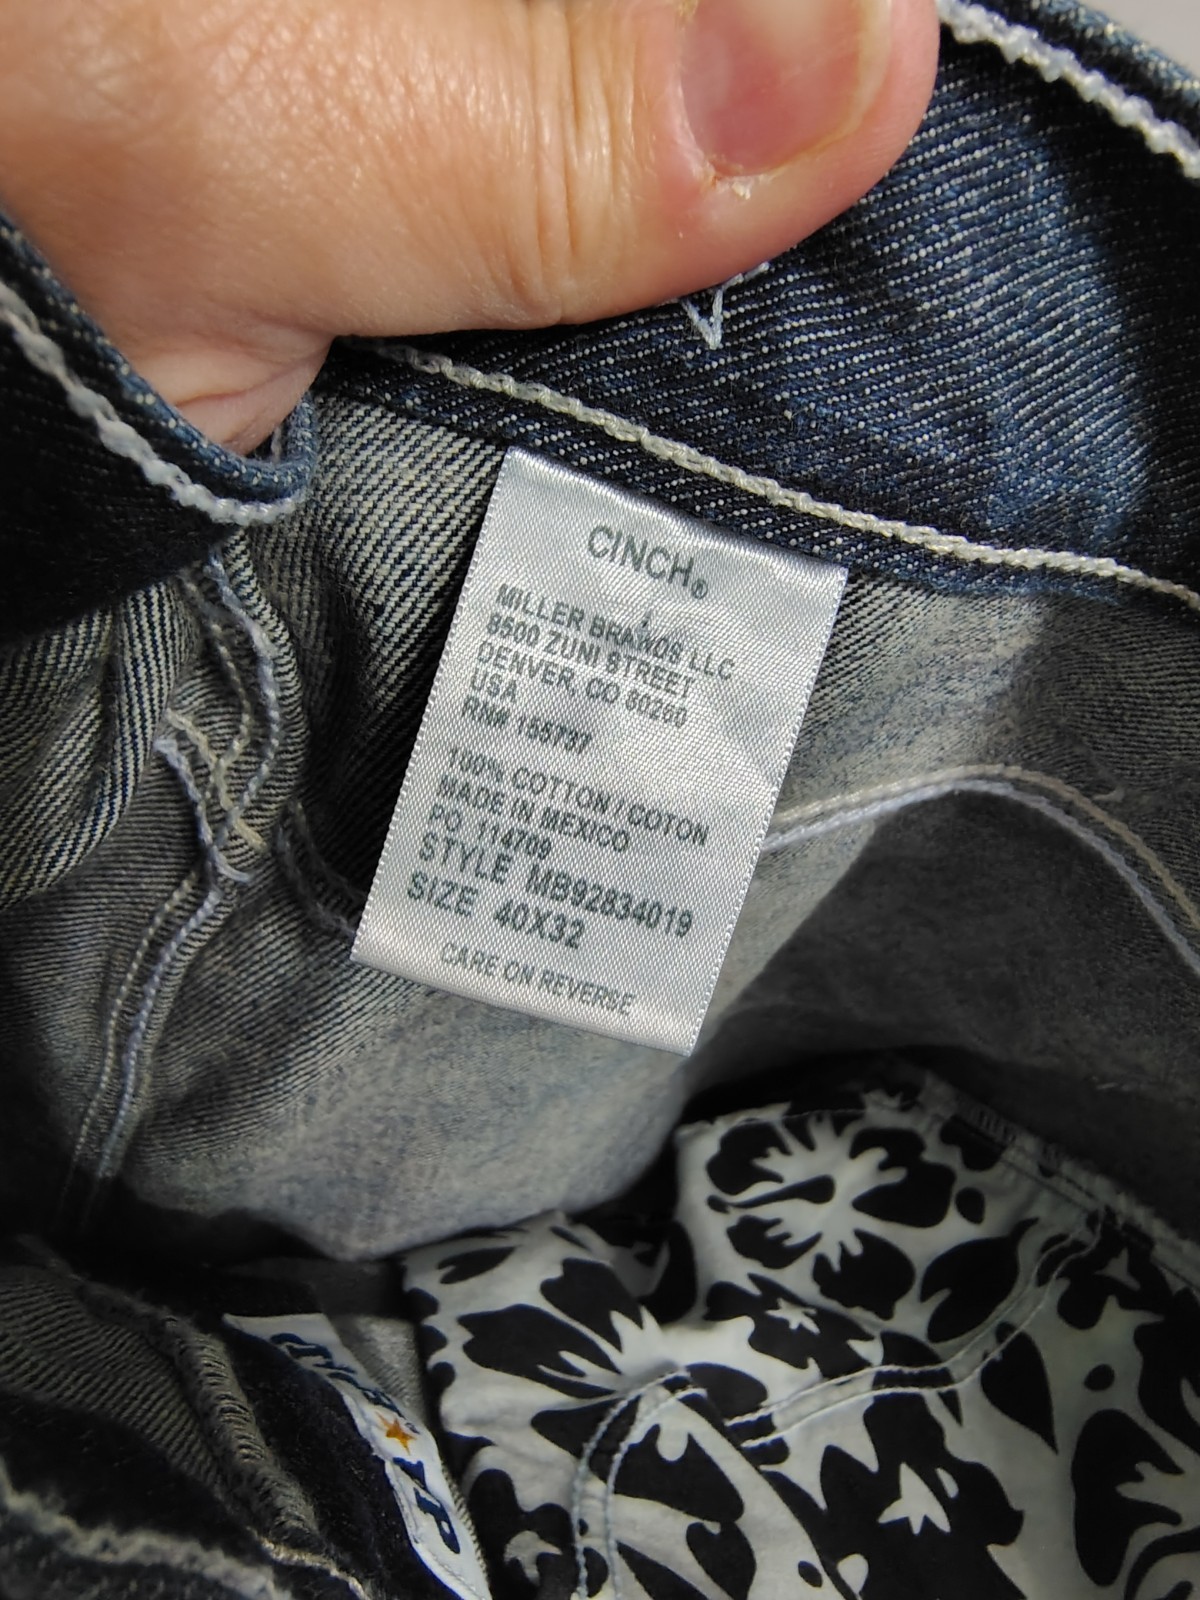 CINCH®
MILLER BRANDS LLC
8500 ZUNI STREET
DENVER, CO 80260
USA
RN# 155797
100% COTTON / COTON
MADE IN MEXICO
PO 114709
STYLE MB92834019
SIZE 40X32
CARE ON REVERSE